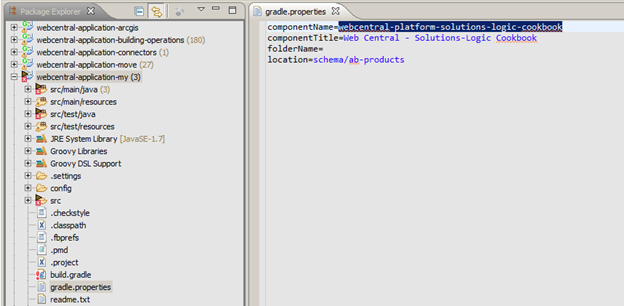 Package Explorer
webcentral-application-arcgis
webcentral-application-building-operations (180)
webcentral-application-connectors (1)
webcentral-application-move (27)
webcentral-application-my (3)
src/main/java (3)
src/main/resources
src/test/java
src/test/resources
JRE System Library [JavaSE-1.7]
Groovy Libraries
Groovy DSL Support
.settings
config
src
.checkstyle
.classpath
.fbprefs
.pmd
.project
build.gradle
gradle.properties
readme.txt
gradle.properties
componentName=webcentral-platform-solutions-logic-cookbook
componentTitle=Web Central - Solutions-Logic Cookbook
folderName=
location=schema/ab-products